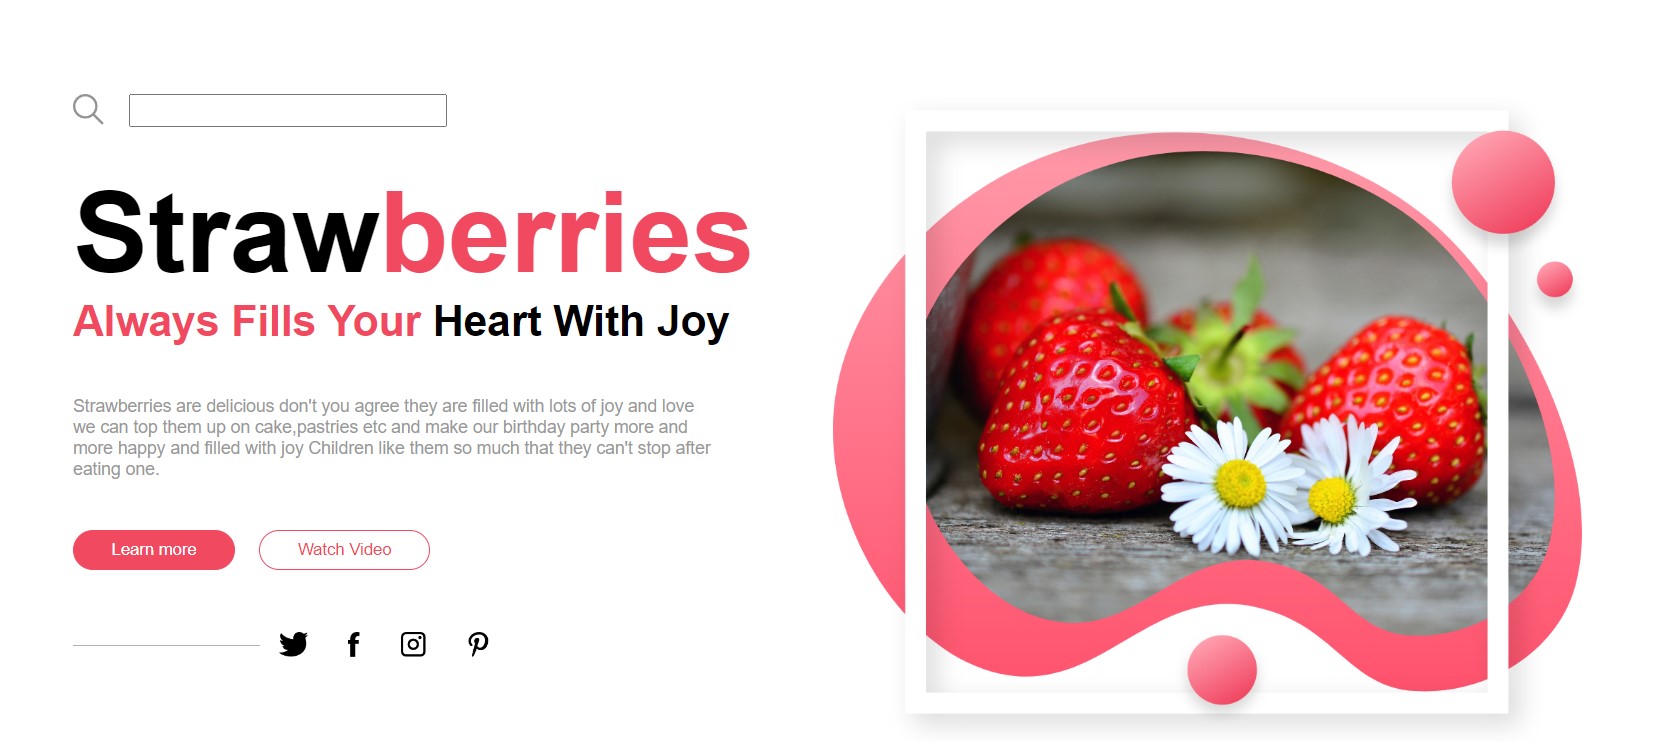 Strawberries
Always Fills Your Heart With Joy
Strawberries are delicious don't you agree they are filled with lots of joy and love
we can top them up on cake,pastries etc and make our birthday party more and
more happy and filled with joy Children like them so much that they can't stop after
eating one.
Learn more
Watch Video